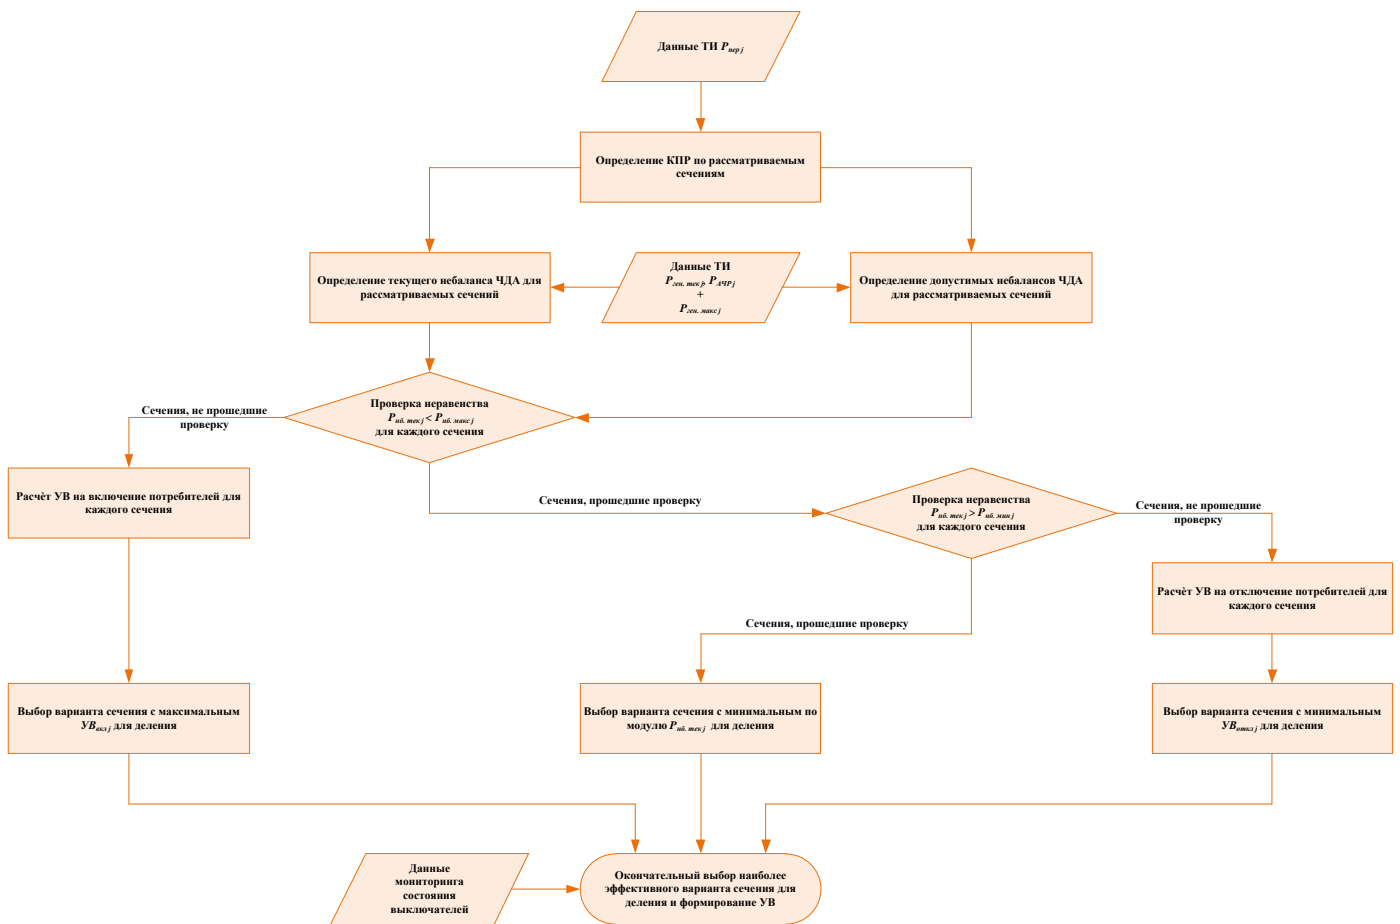 Данные ТИ Pпер j
Определение КПР по рассматриваемым
сечениям
Определение текущего небаланса ЧДА для
рассматриваемых сечений
Данные ТИ
Pген. тек j, PАЧР j
+
Pген. макс j
Определение допустимых небалансов ЧДА
для рассматриваемых сечений
Проверка неравенства
Pнб. тек j < Pнб. макс j
для каждого сечения
Сечения, не прошедшие
проверку
Расчѐт УВ на включение потребителей для
каждого сечения
Сечения, прошедшие проверку
Проверка неравенства
Pнб. тек j > Pнб. мин j
для каждого сечения
Сечения, не прошедшие
проверку
Расчѐт УВ на отключение потребителей для
каждого сечения
Сечения, прошедшие проверку
Выбор варианта сечения с максимальным
УВвкл j для деления
Выбор варианта сечения с минимальным по
модулю Pнб. тек j для деления
Выбор варианта сечения с минимальным
УВоткл j для деления
Данные
мониторинга
состояния
выключателей
Окончательный выбор наиболее
эффективного варианта сечения для
деления и формирование УВ